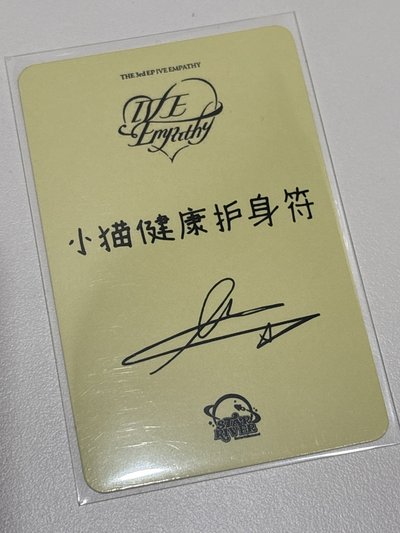 THE 3rd EP IVE EMPATHY
IVE
Empathy
小猫健康护身符
STAR
RIVER